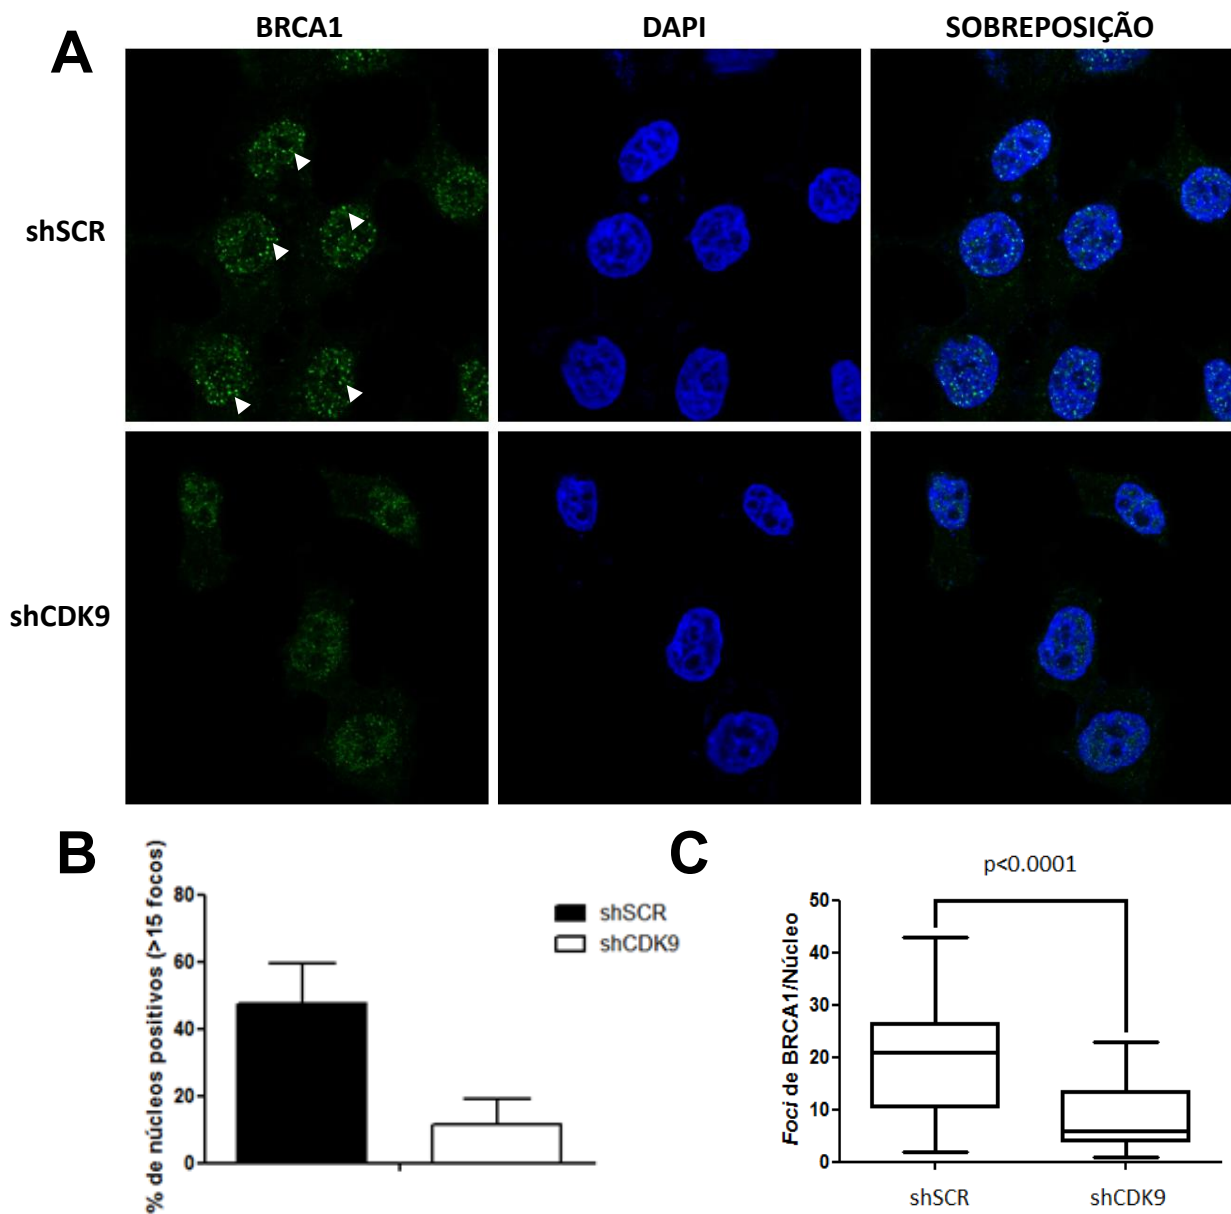 A
BRCA1
DAPI
SOBREPOSIÇÃO
shSCR
shCDK9
B
% de núcleos positivos (>15 focos)
80
60
40
20
0
shSCR
shCDK9
C
p<0.0001
Foci de BRCA1/Núcleo
50
40
30
20
10
0
shSCR
shCDK9